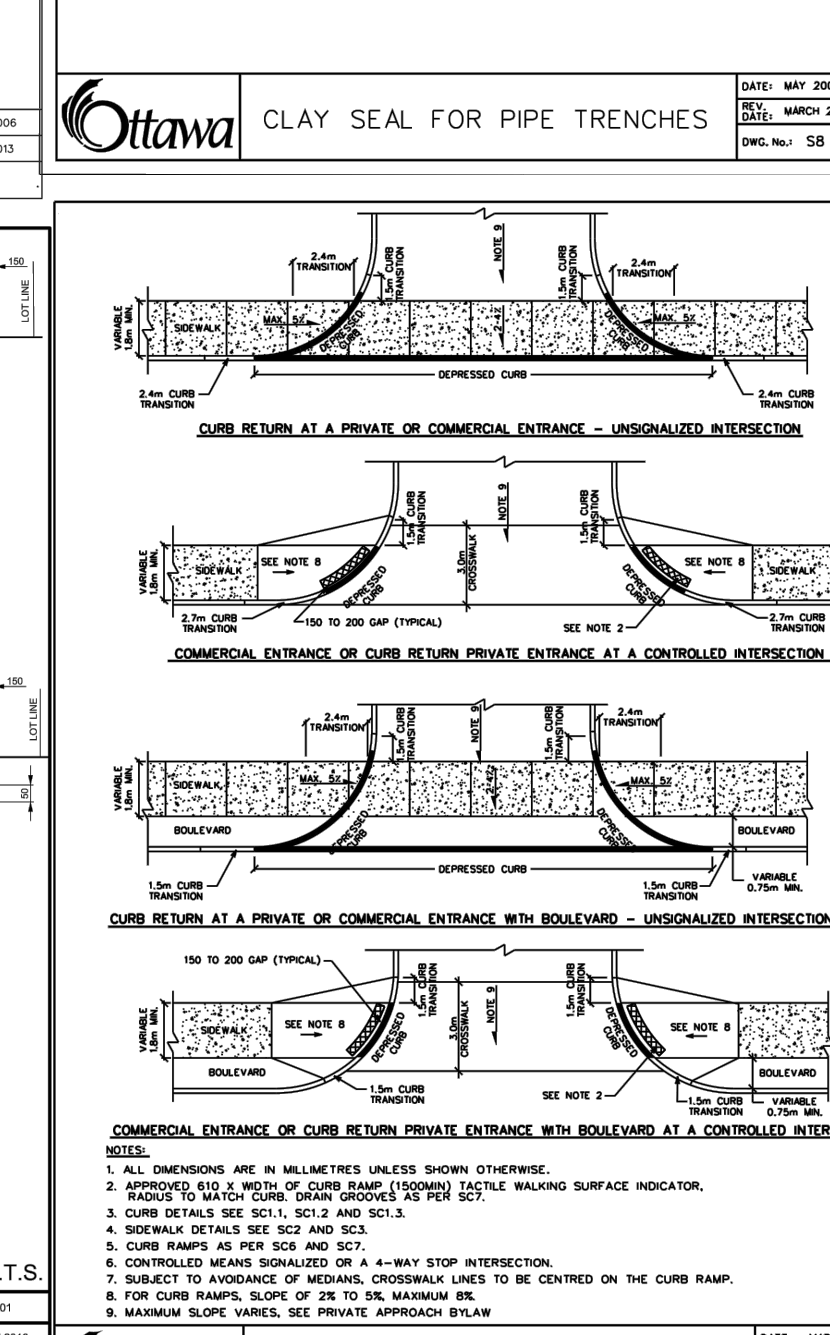 006
013
Ottawa
CLAY SEAL FOR PIPE TRENCHES
DATE: MAY 200
REV. DATE: MARCH 2
DWG. No.: S8
150
LOT LINE
2.4m TRANSITION
1.5m CURB TRANSITION
NOTE 9
1.5m CURB TRANSITION
2.4m TRANSITION
VARIABLE 1.8m MIN.
SIDEWALK
MAX. 5%
DEPRESSED CURB
2-4%
DEPRESSED CURB
MAX. 5%
DEPRESSED CURB
2.4m CURB TRANSITION
2.4m CURB TRANSITION
CURB RETURN AT A PRIVATE OR COMMERCIAL ENTRANCE - UNSIGNALIZED INTERSECTION
1.5m CURB TRANSITION
NOTE 9
1.5m CURB TRANSITION
VARIABLE 1.8m MIN.
SIDEWALK
SEE NOTE 8
DEPRESSED CURB
3.0m CROSSWALK
DEPRESSED CURB
SEE NOTE 8
SIDEWALK
2.7m CURB TRANSITION
150 TO 200 GAP (TYPICAL)
SEE NOTE 2
2.7m CURB TRANSITION
COMMERCIAL ENTRANCE OR CURB RETURN PRIVATE ENTRANCE AT A CONTROLLED INTERSECTION
150
LOT LINE
50
2.4m TRANSITION
1.5m CURB TRANSITION
NOTE 9
1.5m CURB TRANSITION
2.4m TRANSITION
VARIABLE 1.8m MIN.
SIDEWALK
MAX. 5%
2-4%
MAX. 5%
BOULEVARD
DEPRESSED CURB
DEPRESSED CURB
BOULEVARD
DEPRESSED CURB
1.5m CURB TRANSITION
1.5m CURB TRANSITION
VARIABLE 0.75m MIN.
CURB RETURN AT A PRIVATE OR COMMERCIAL ENTRANCE WITH BOULEVARD - UNSIGNALIZED INTERSECTION
150 TO 200 GAP (TYPICAL)
1.5m CURB TRANSITION
NOTE 9
1.5m CURB TRANSITION
VARIABLE 1.8m MIN.
SIDEWALK
SEE NOTE 8
DEPRESSED CURB
3.0m CROSSWALK
DEPRESSED CURB
SEE NOTE 8
BOULEVARD
BOULEVARD
1.5m CURB TRANSITION
SEE NOTE 2
1.5m CURB TRANSITION
VARIABLE 0.75m MIN.
COMMERCIAL ENTRANCE OR CURB RETURN PRIVATE ENTRANCE WITH BOULEVARD AT A CONTROLLED INTER
NOTES:
1. ALL DIMENSIONS ARE IN MILLIMETRES UNLESS SHOWN OTHERWISE.
2. APPROVED 610 X WIDTH OF CURB RAMP (1500MIN) TACTILE WALKING SURFACE INDICATOR,
RADIUS TO MATCH CURB. DRAIN GROOVES AS PER SC7.
3. CURB DETAILS SEE SC1.1, SC1.2 AND SC1.3.
4. SIDEWALK DETAILS SEE SC2 AND SC3.
5. CURB RAMPS AS PER SC6 AND SC7.
6. CONTROLLED MEANS SIGNALIZED OR A 4-WAY STOP INTERSECTION.
7. SUBJECT TO AVOIDANCE OF MEDIANS, CROSSWALK LINES TO BE CENTRED ON THE CURB RAMP.
8. FOR CURB RAMPS, SLOPE OF 2% TO 5%, MAXIMUM 8%.
9. MAXIMUM SLOPE VARIES, SEE PRIVATE APPROACH BYLAW
.T.S.
01